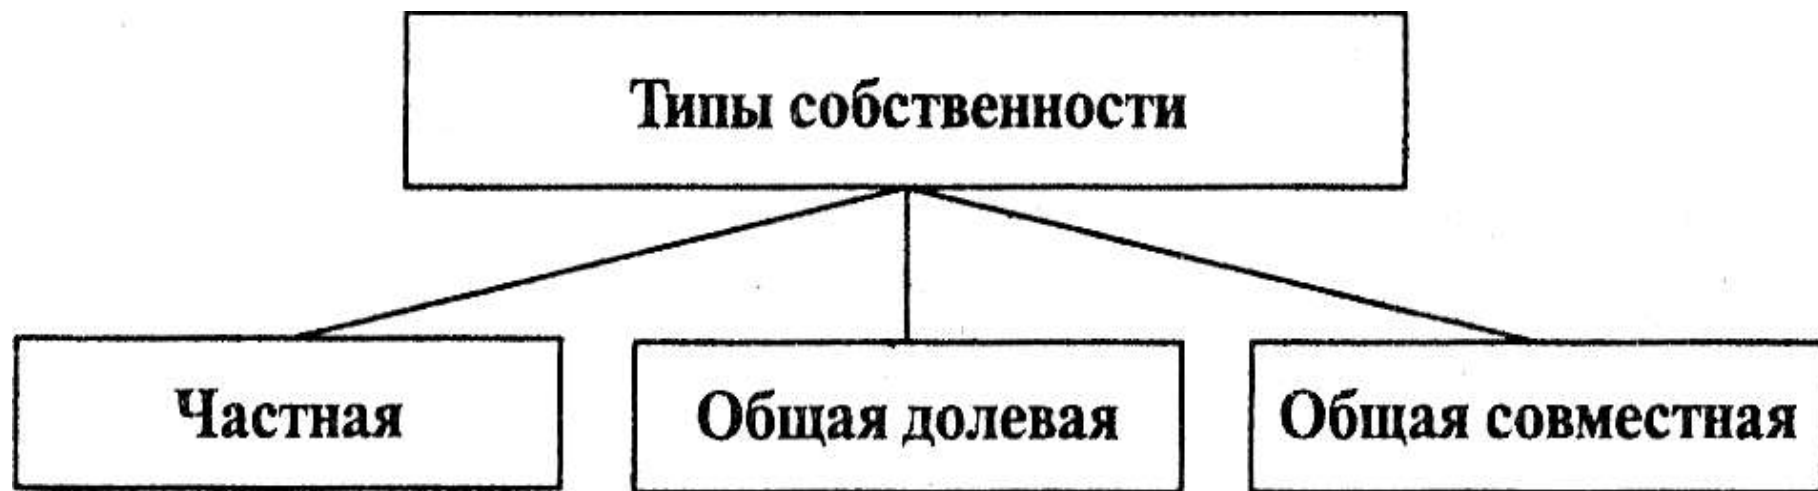 Типы собственности
Частная
Общая долевая
Общая совместная